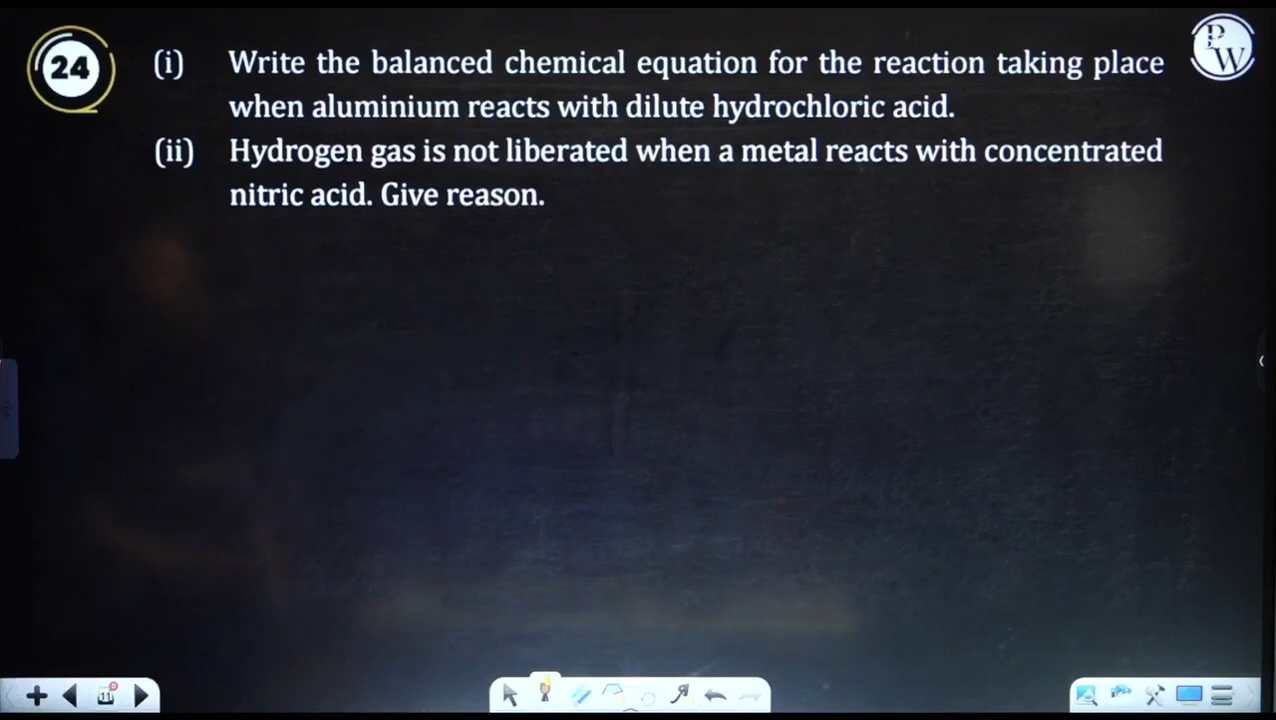 24
(i) Write the balanced chemical equation for the reaction taking place
when aluminium reacts with dilute hydrochloric acid.
(ii) Hydrogen gas is not liberated when a metal reacts with concentrated
nitric acid. Give reason.
P
W
11